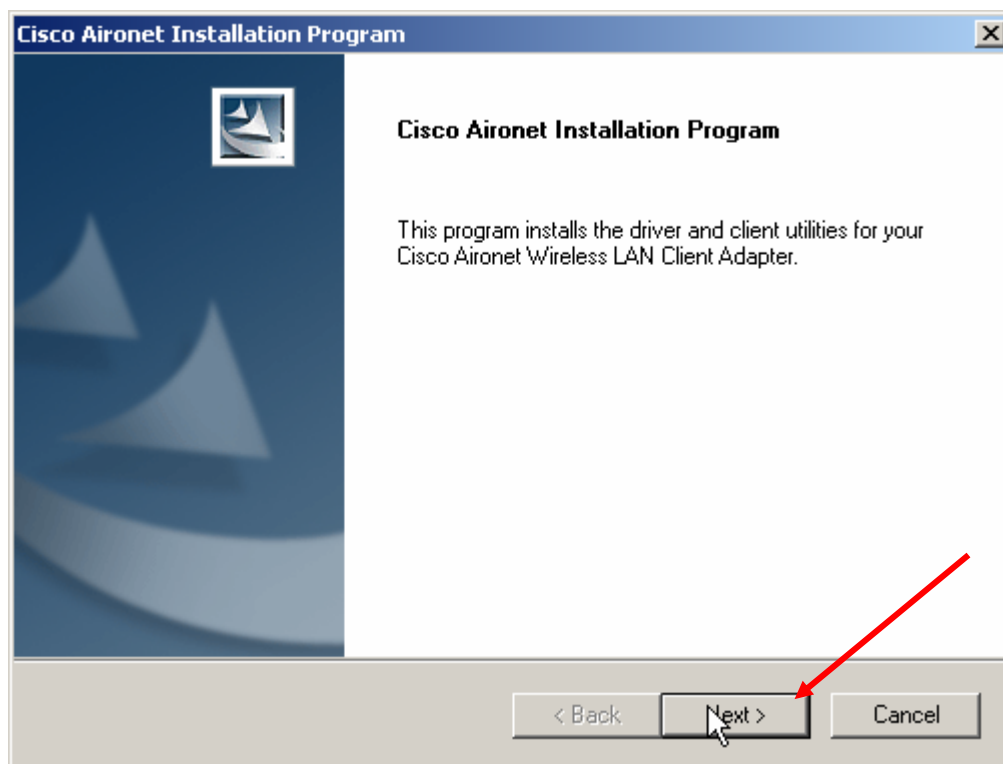 Cisco Aironet Installation Program
Cisco Aironet Installation Program
This program installs the driver and client utilities for your
Cisco Aironet Wireless LAN Client Adapter.
< Back
Next >
Cancel